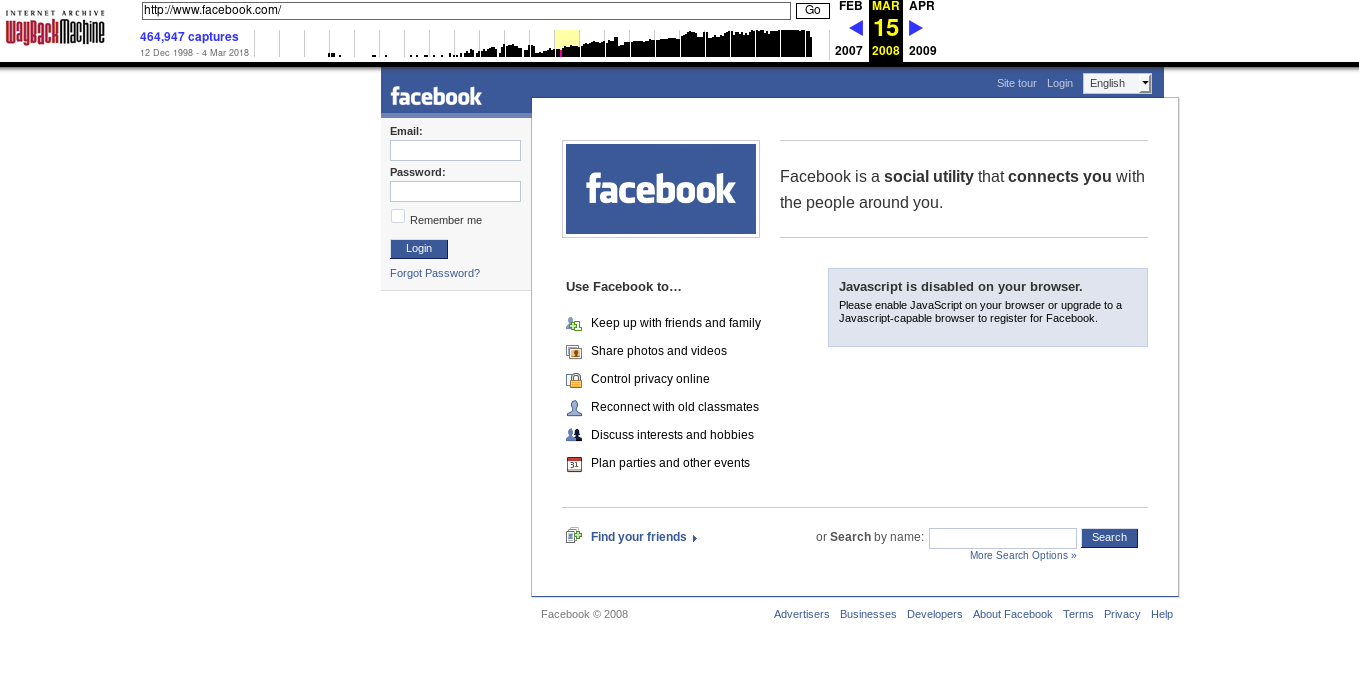 INTERNET ARCHIVE
WayBackMachine
http://www.facebook.com/
Go
464,947 captures
12 Dec 1998 - 4 Mar 2018
FEB MAR APR
15
2007 2008 2009
Site tour Login English
facebook
Email:
Password:
Remember me
Login
Forgot Password?
facebook
Facebook is a social utility that connects you with
the people around you.
Use Facebook to…
Keep up with friends and family
Share photos and videos
Control privacy online
Reconnect with old classmates
Discuss interests and hobbies
31
Plan parties and other events
Javascript is disabled on your browser.
Please enable JavaScript on your browser or upgrade to a
Javascript-capable browser to register for Facebook.
Find your friends
or Search by name:
Search
More Search Options »
Facebook © 2008
Advertisers Businesses Developers About Facebook Terms Privacy Help